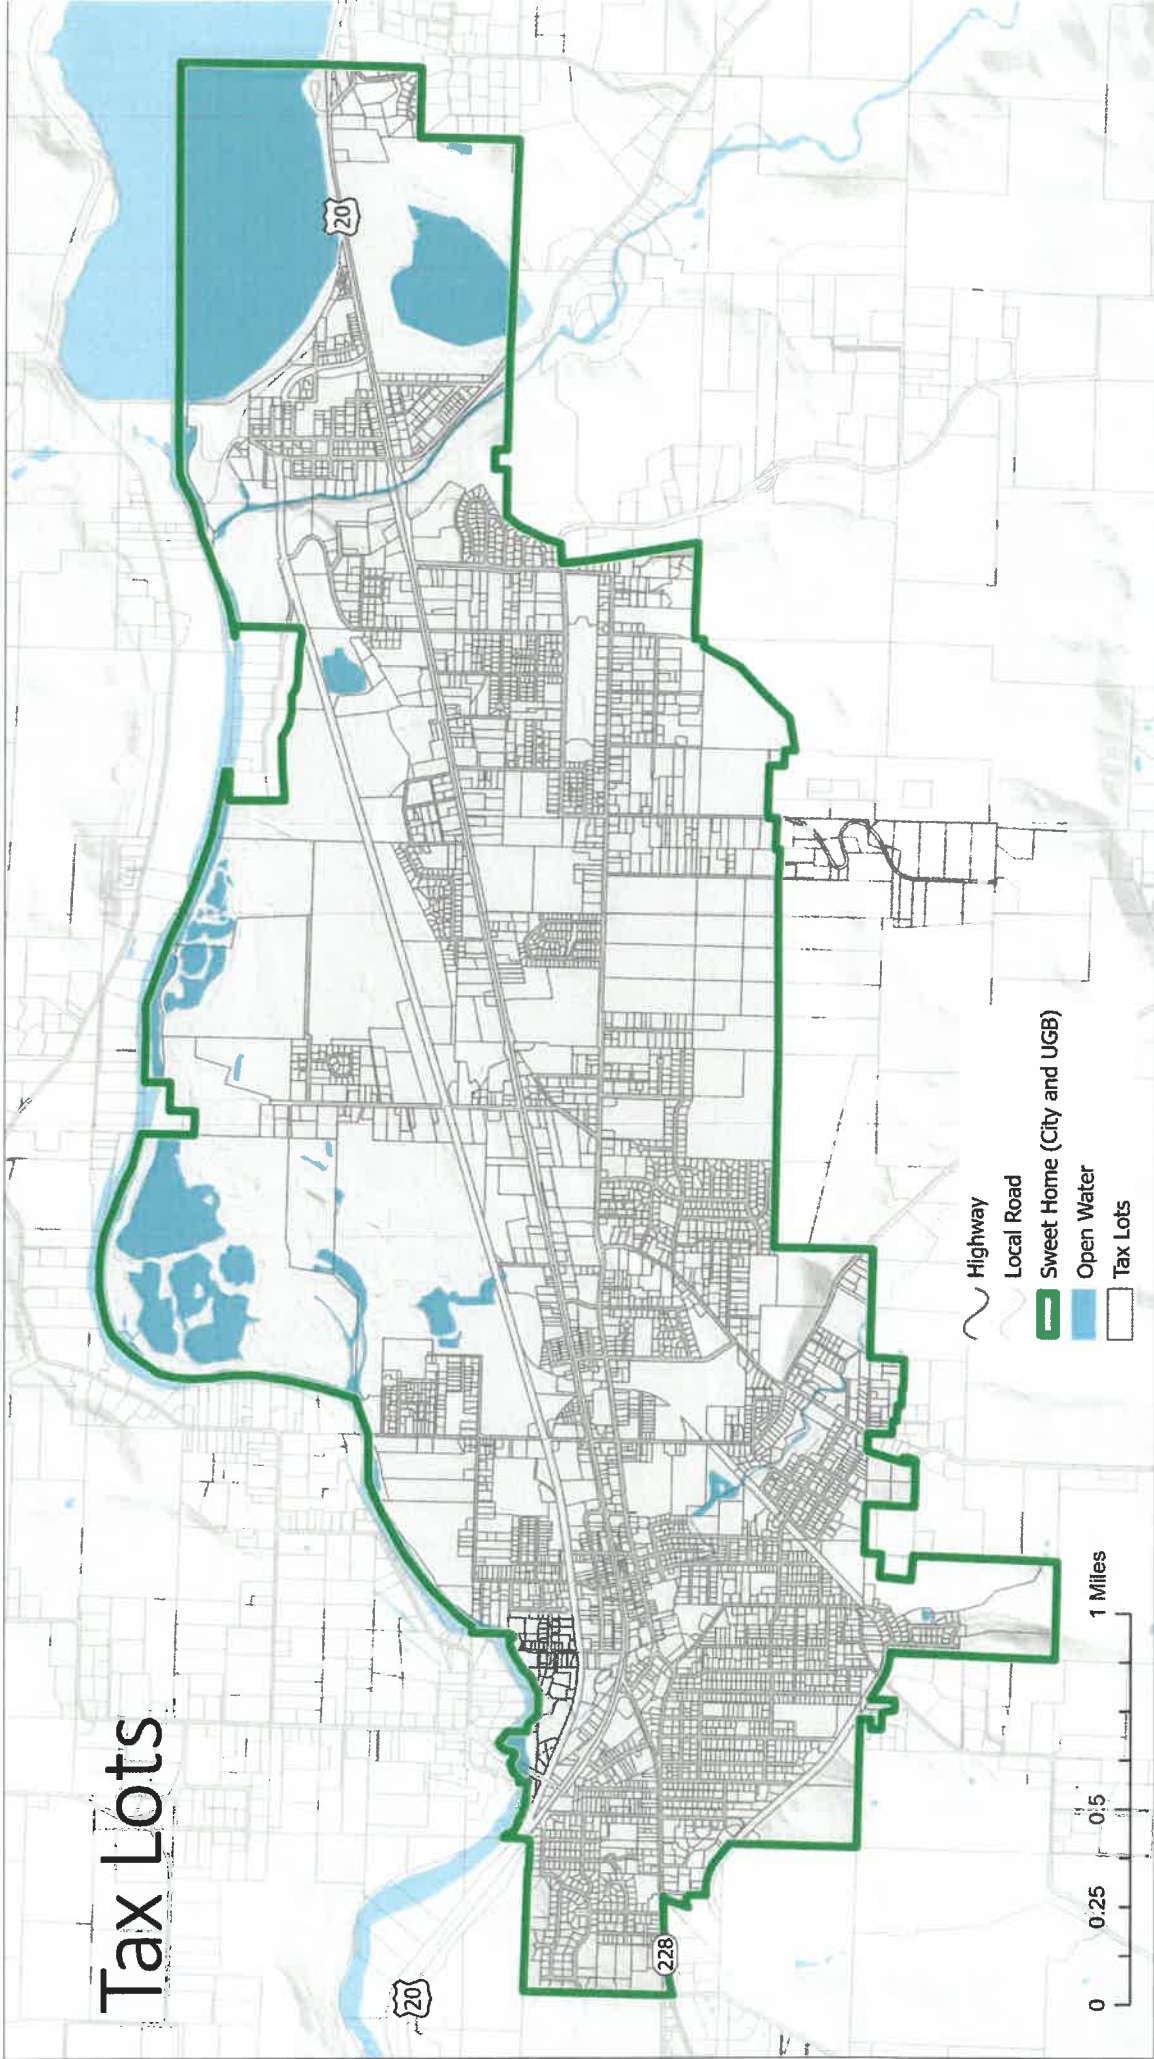 Tax Lots
20
20
228
Highway
Local Road
Sweet Home (City and UGB)
Open Water
Tax Lots
0 0.25 0.5 1 Miles